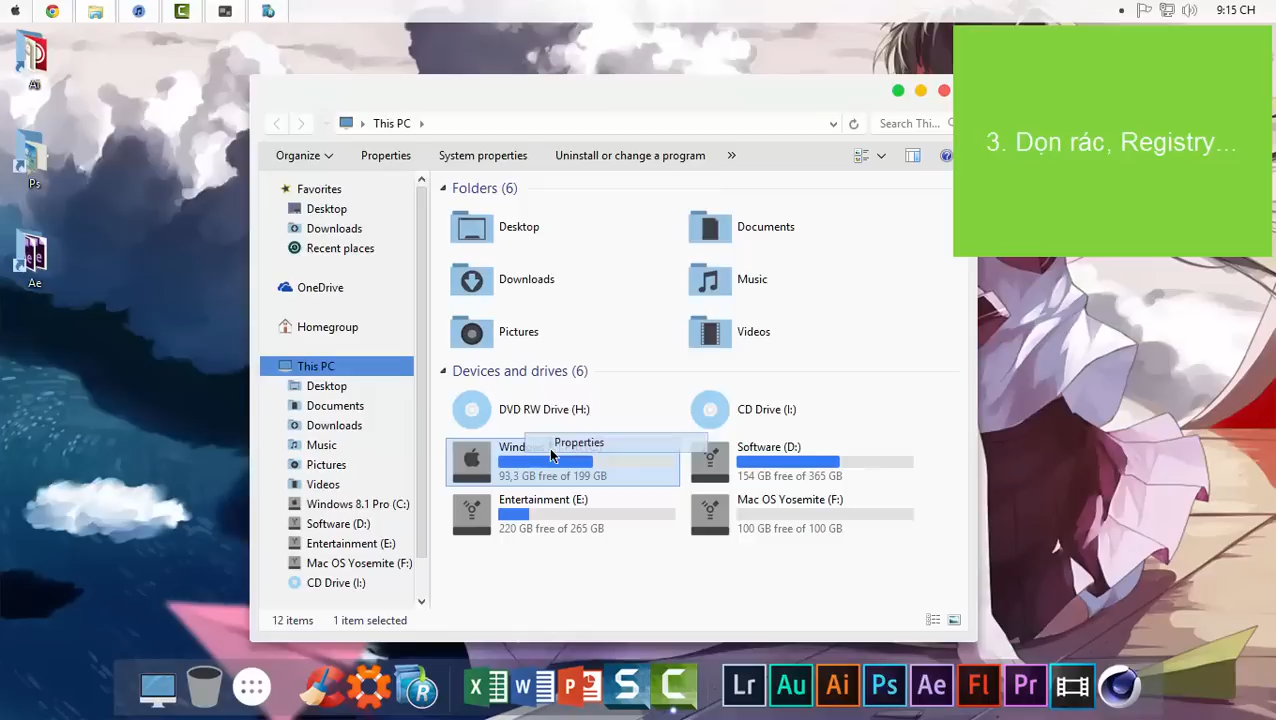 9:15 CH
3. Dọn rác, Registry...
Ai
Ps
Ae
This PC
Search Thi...
Organize
Properties
System properties
Uninstall or change a program
»
Favorites
Desktop
Downloads
Recent places
OneDrive
Homegroup
This PC
Desktop
Documents
Downloads
Music
Pictures
Videos
Windows 8.1 Pro (C:)
Software (D:)
Entertainment (E:)
Mac OS Yosemite (F:)
CD Drive (I:)
Folders (6)
Desktop
Documents
Downloads
Music
Pictures
Videos
Devices and drives (6)
DVD RW Drive (H:)
CD Drive (I:)
Properties
93,3 GB free of 199 GB
Software (D:)
154 GB free of 365 GB
Entertainment (E:)
220 GB free of 265 GB
Mac OS Yosemite (F:)
100 GB free of 100 GB
12 items 1 item selected
Lr Au Ai Ps Ae Fl Pr